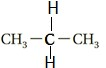 H
CH₃ – C – CH₃
H